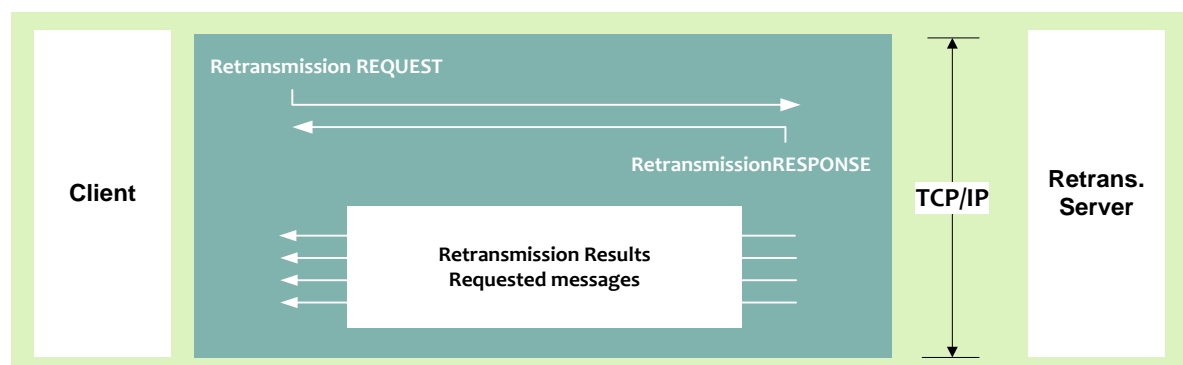 Retransmission REQUEST
RetransmissionRESPONSE
Client
TCP/IP
Retrans.
Server
Retransmission Results
Requested messages